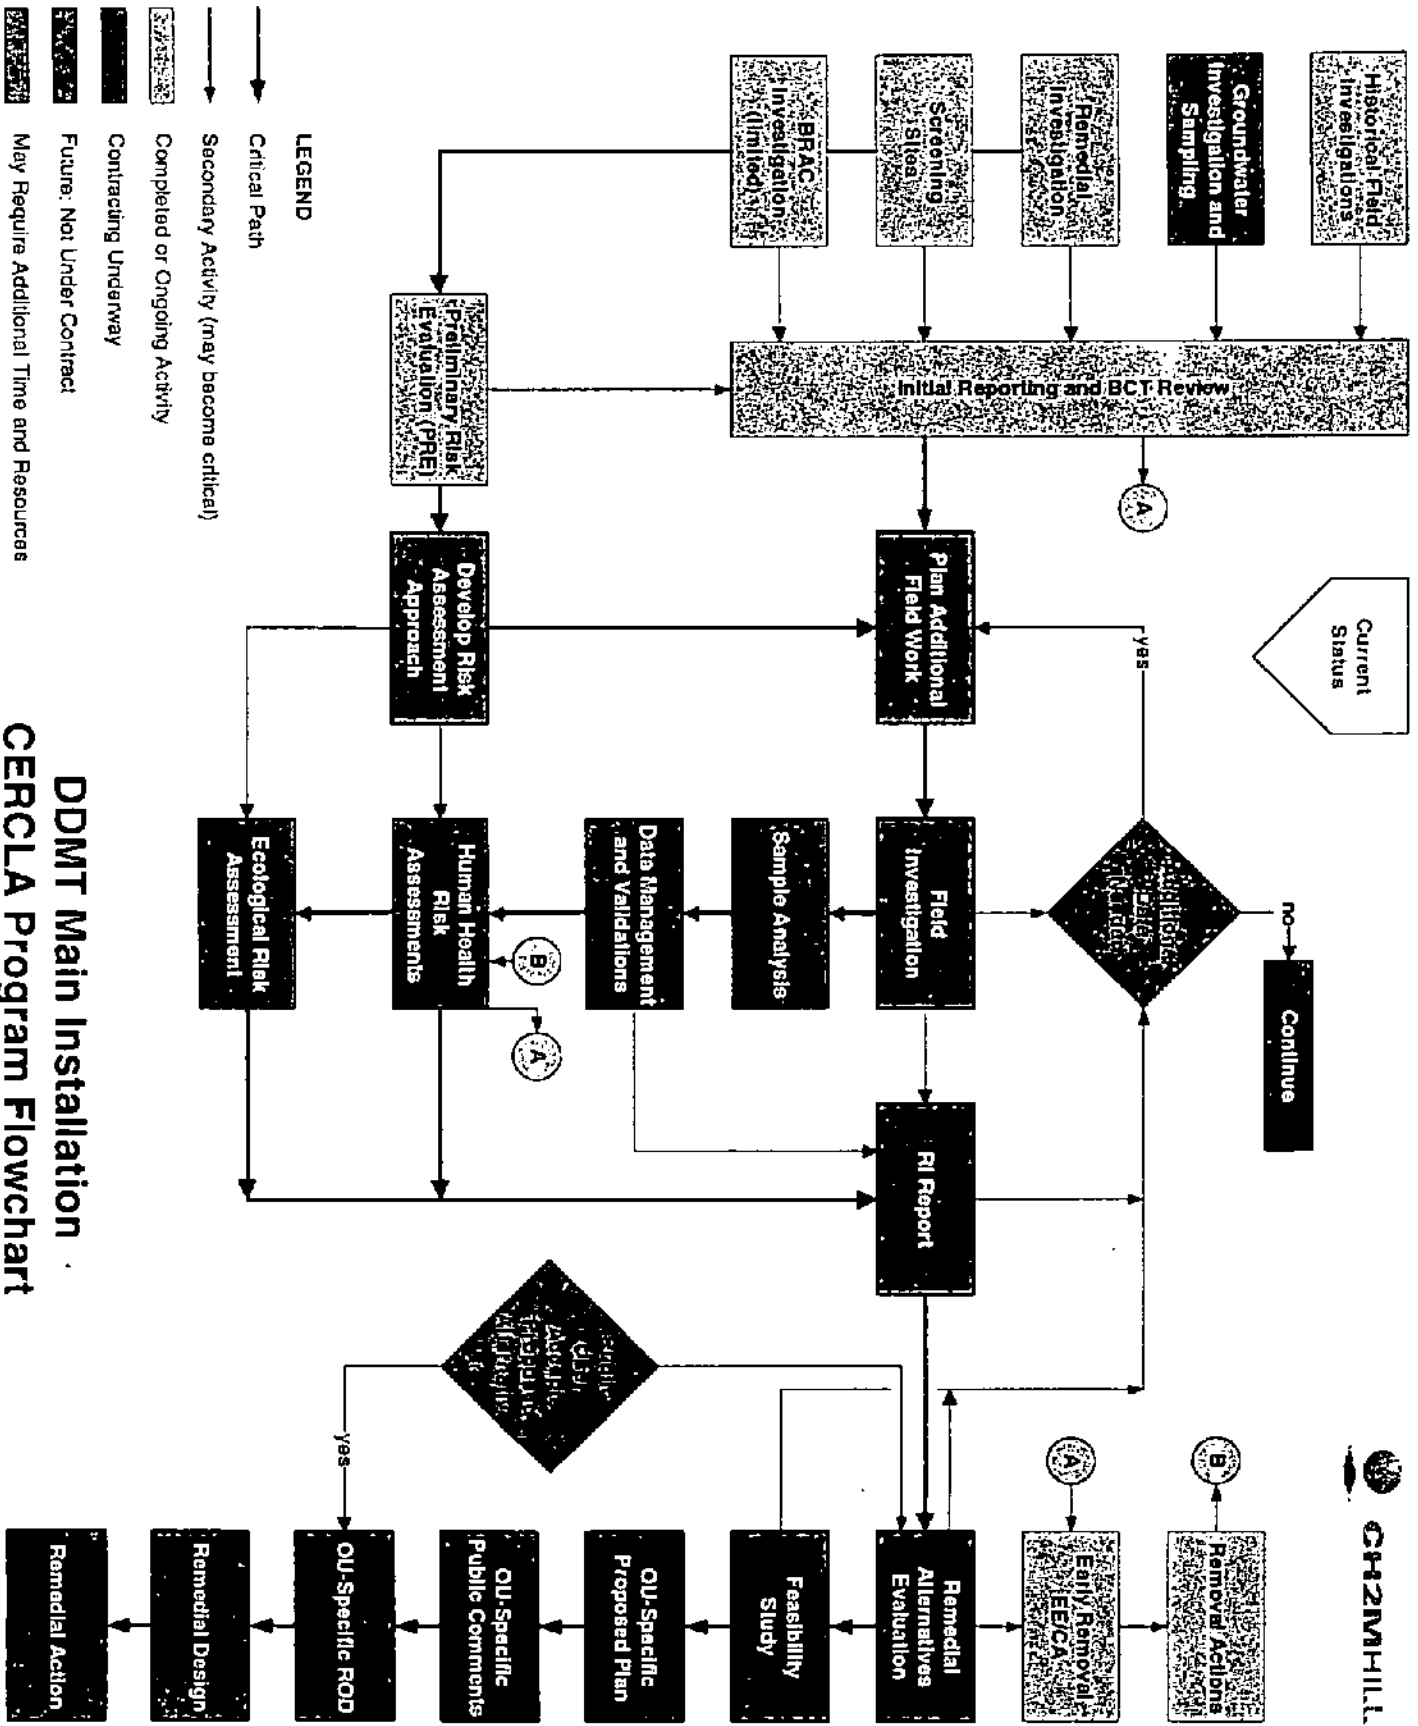 CH2MHILL
Current
Status
Historical Field
Investigations
Groundwater
Investigation and
Sampling
Remedial
Investigation
Screening
Sites
BRAC
Investigation
(limited)
Initial Reporting and BCT Review
A
Preliminary Risk
Evaluation (PRE)
Plan Additional
Field Work
Develop Risk
Assessment
Approach
yes
no
Continue
Field
Investigation
Sample Analysis
Data Management
and Validations
Human Health
Risk
Assessments
Ecological Risk
Assessment
B
A
RI Report
yes
B
A
Removal Actions
Early Removal
EE/CA
Remedial
Alternatives
Evaluation
Feasibility
Study
OU-Specific
Proposed Plan
OU-Specific
Public Comments
OU-Specific ROD
Remedial Design
Remedial Action
LEGEND
Critical Path
Secondary Activity (may become critical)
Completed or Ongoing Activity
Contracting Underway
Future: Not Under Contract
May Require Additional Time and Resources
DDMT Main Installation
CERCLA Program Flowchart